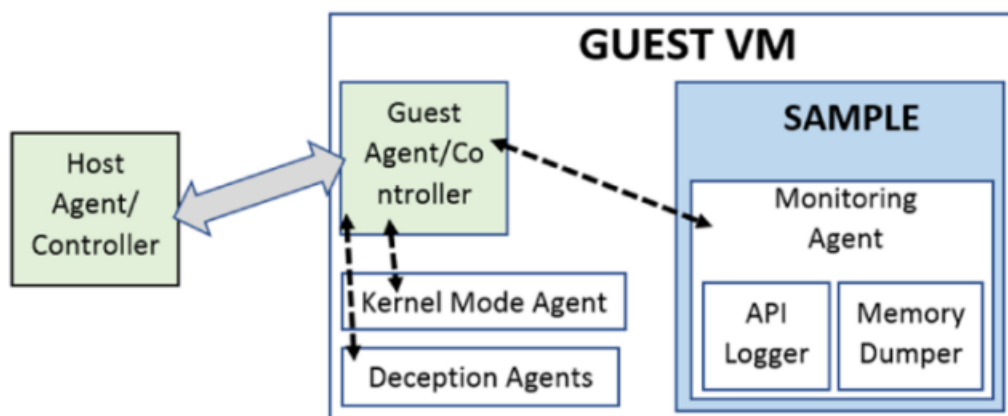 GUEST VM
Host
Agent/
Controller
Guest
Agent/Co
ntroller
Kernel Mode Agent
Deception Agents
SAMPLE
Monitoring
Agent
API
Logger
Memory
Dumper